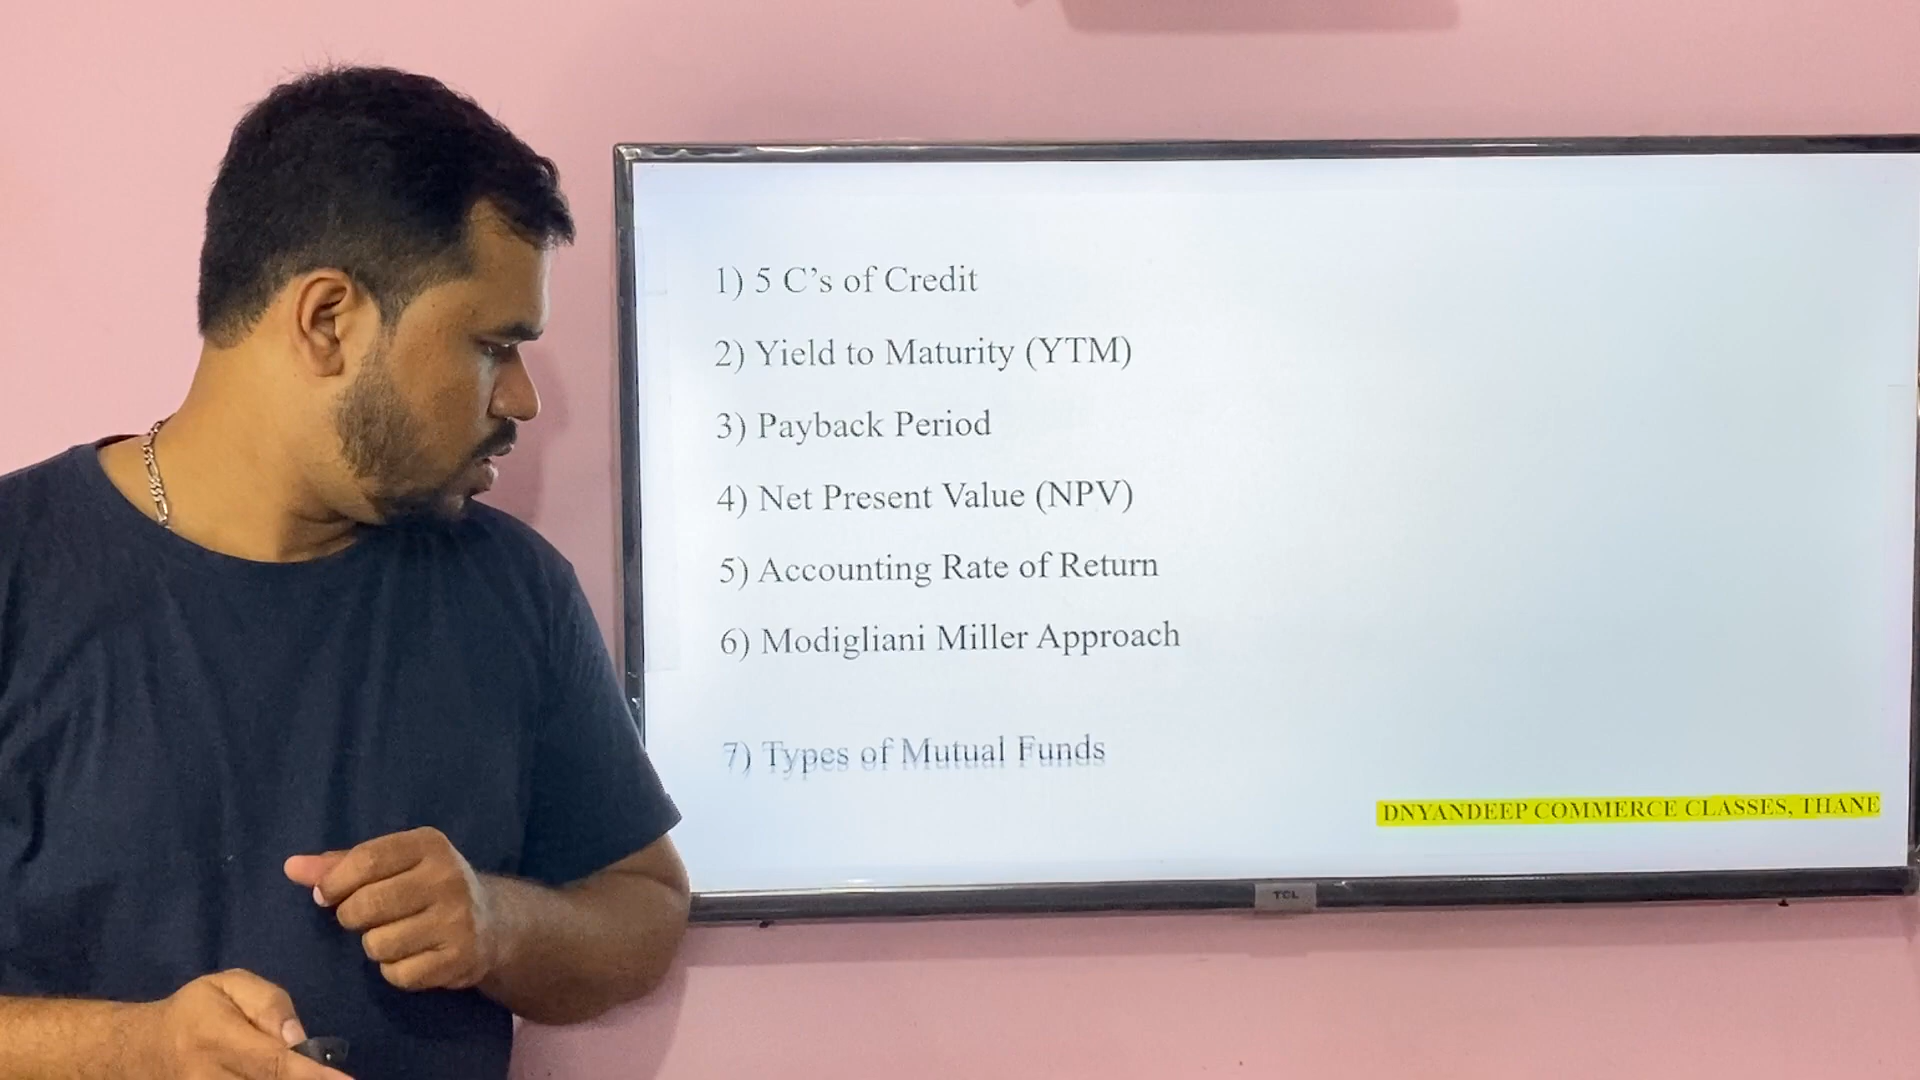 1) 5 C’s of Credit
2) Yield to Maturity (YTM)
3) Payback Period
4) Net Present Value (NPV)
5) Accounting Rate of Return
6) Modigliani Miller Approach
7) Types of Mutual Funds
DNYANDEEP COMMERCE CLASSES, THANE
TCL